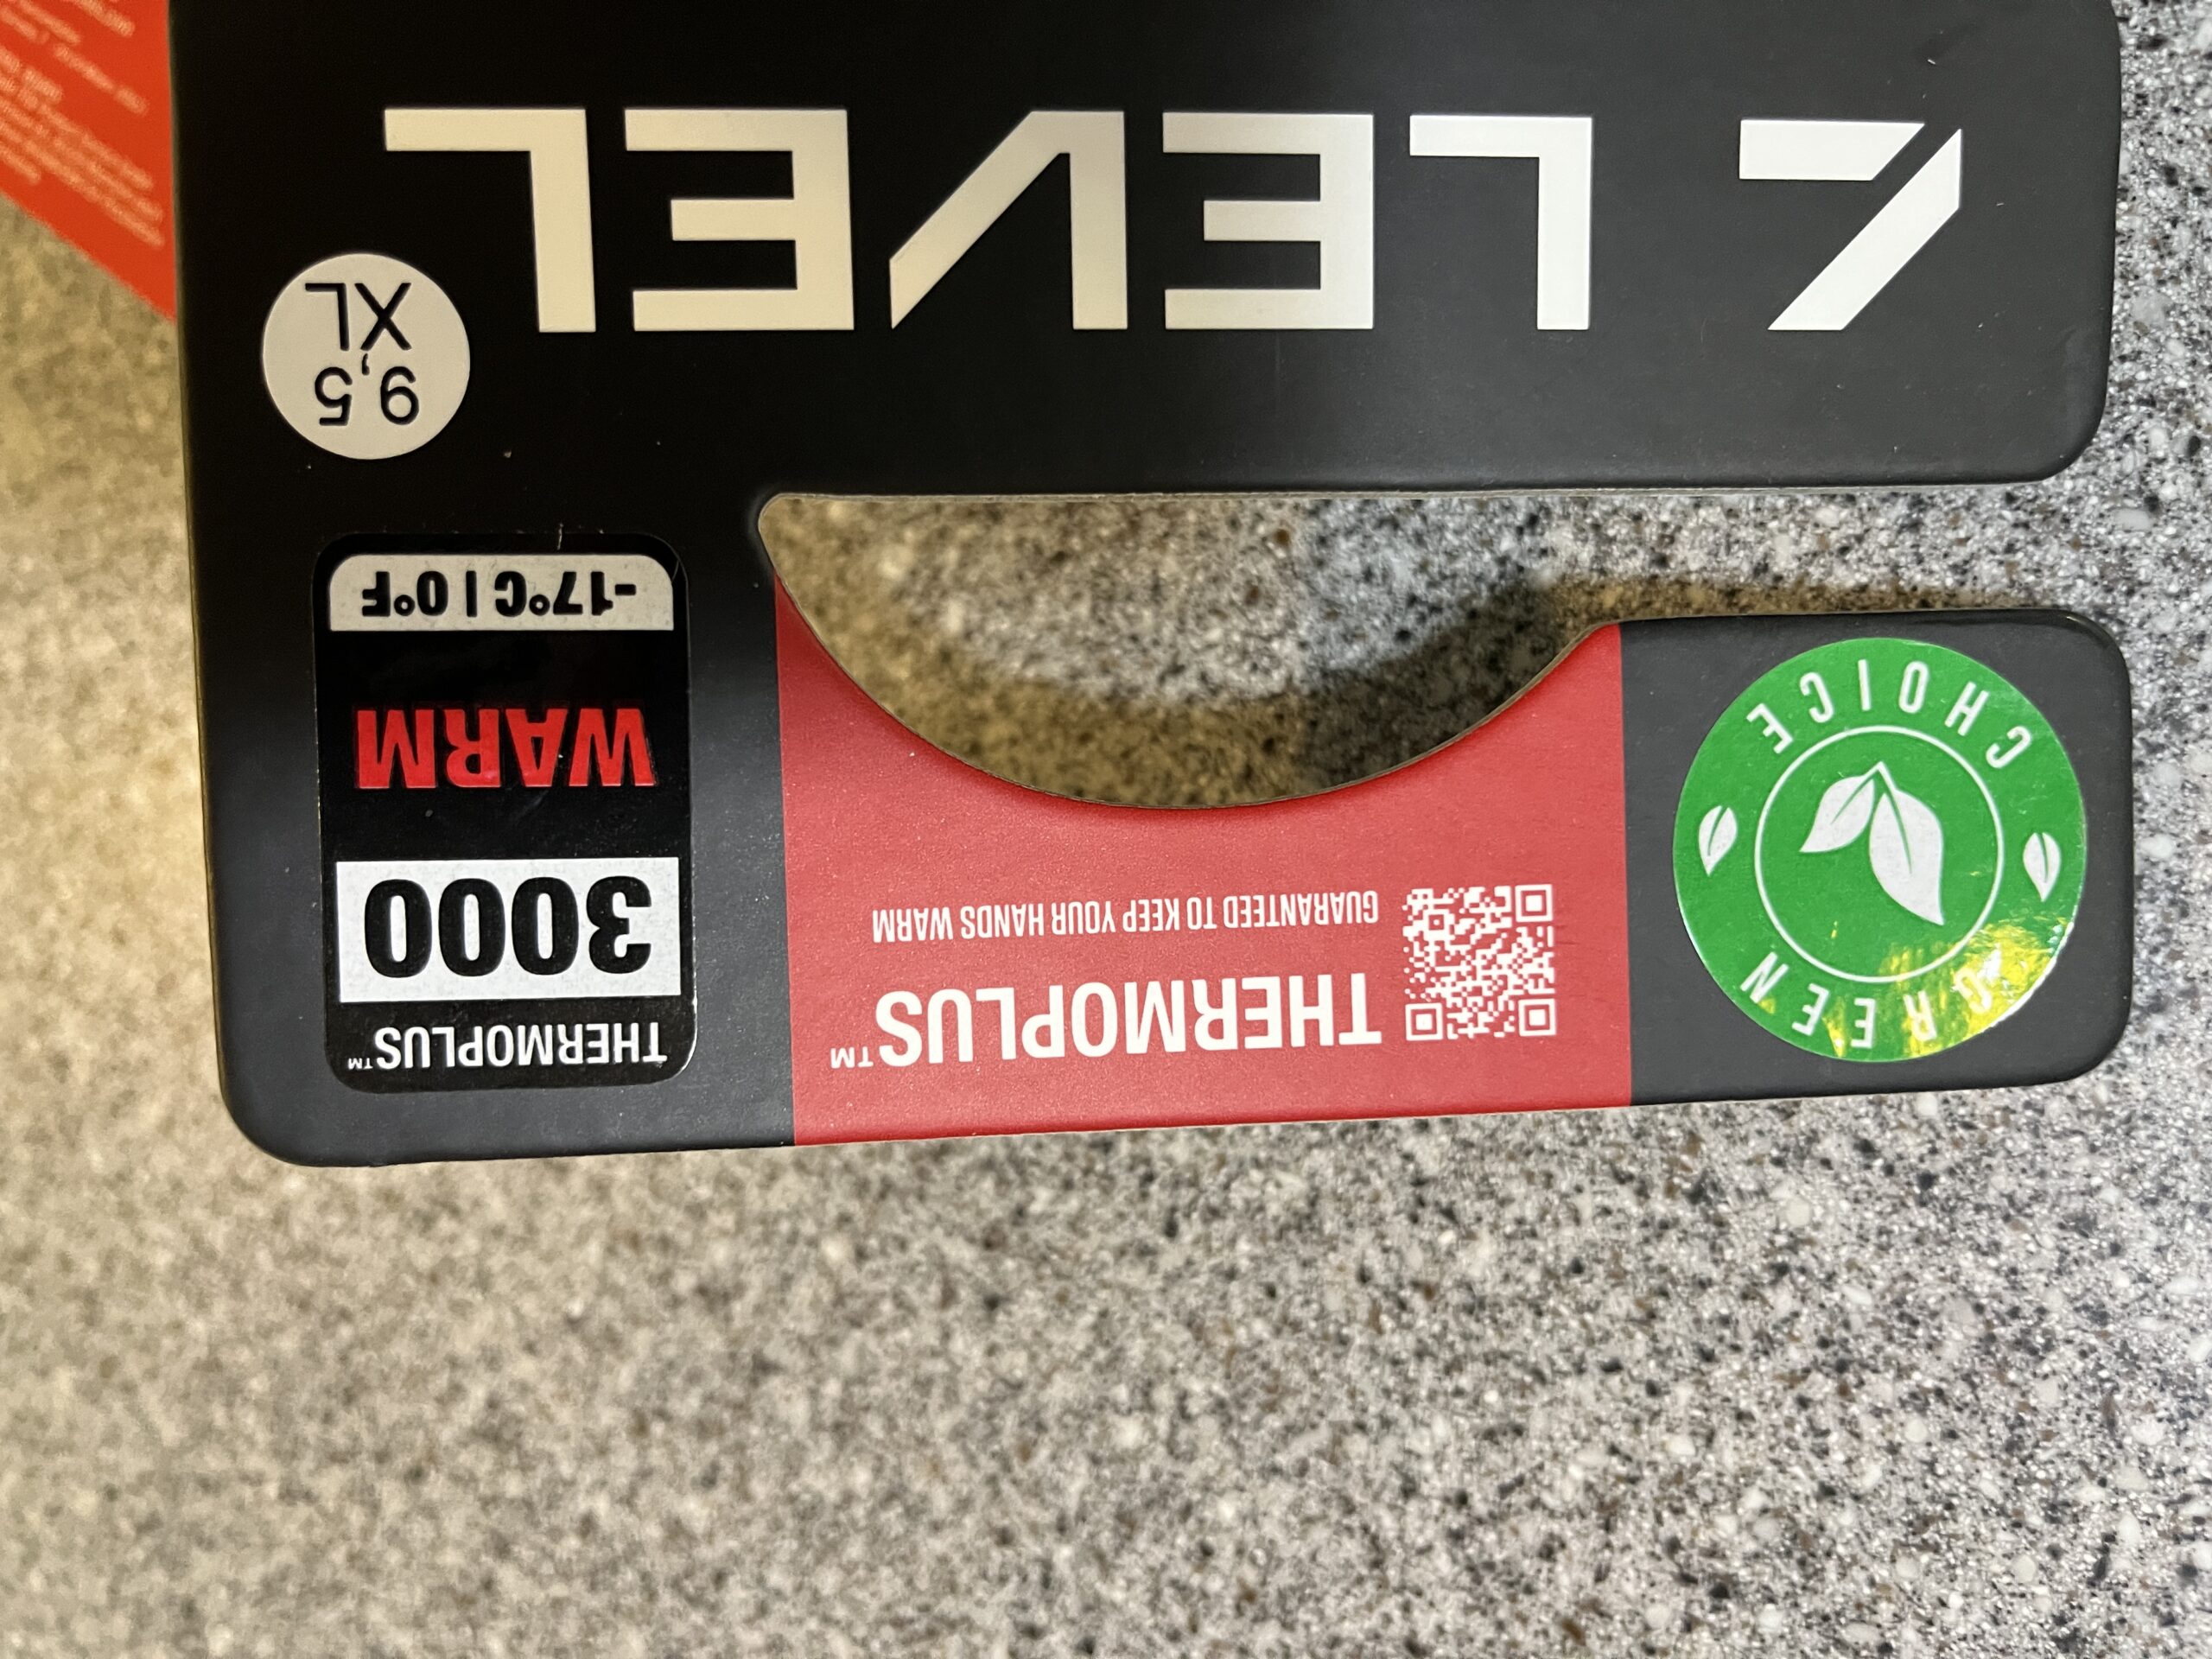 GREEN CHOICE
THERMOPLUS™
GUARANTEED TO KEEP YOUR HANDS WARM
THERMOPLUS™
3000
WARM
-17°C | 0°F
9,5
XL
LEVEL